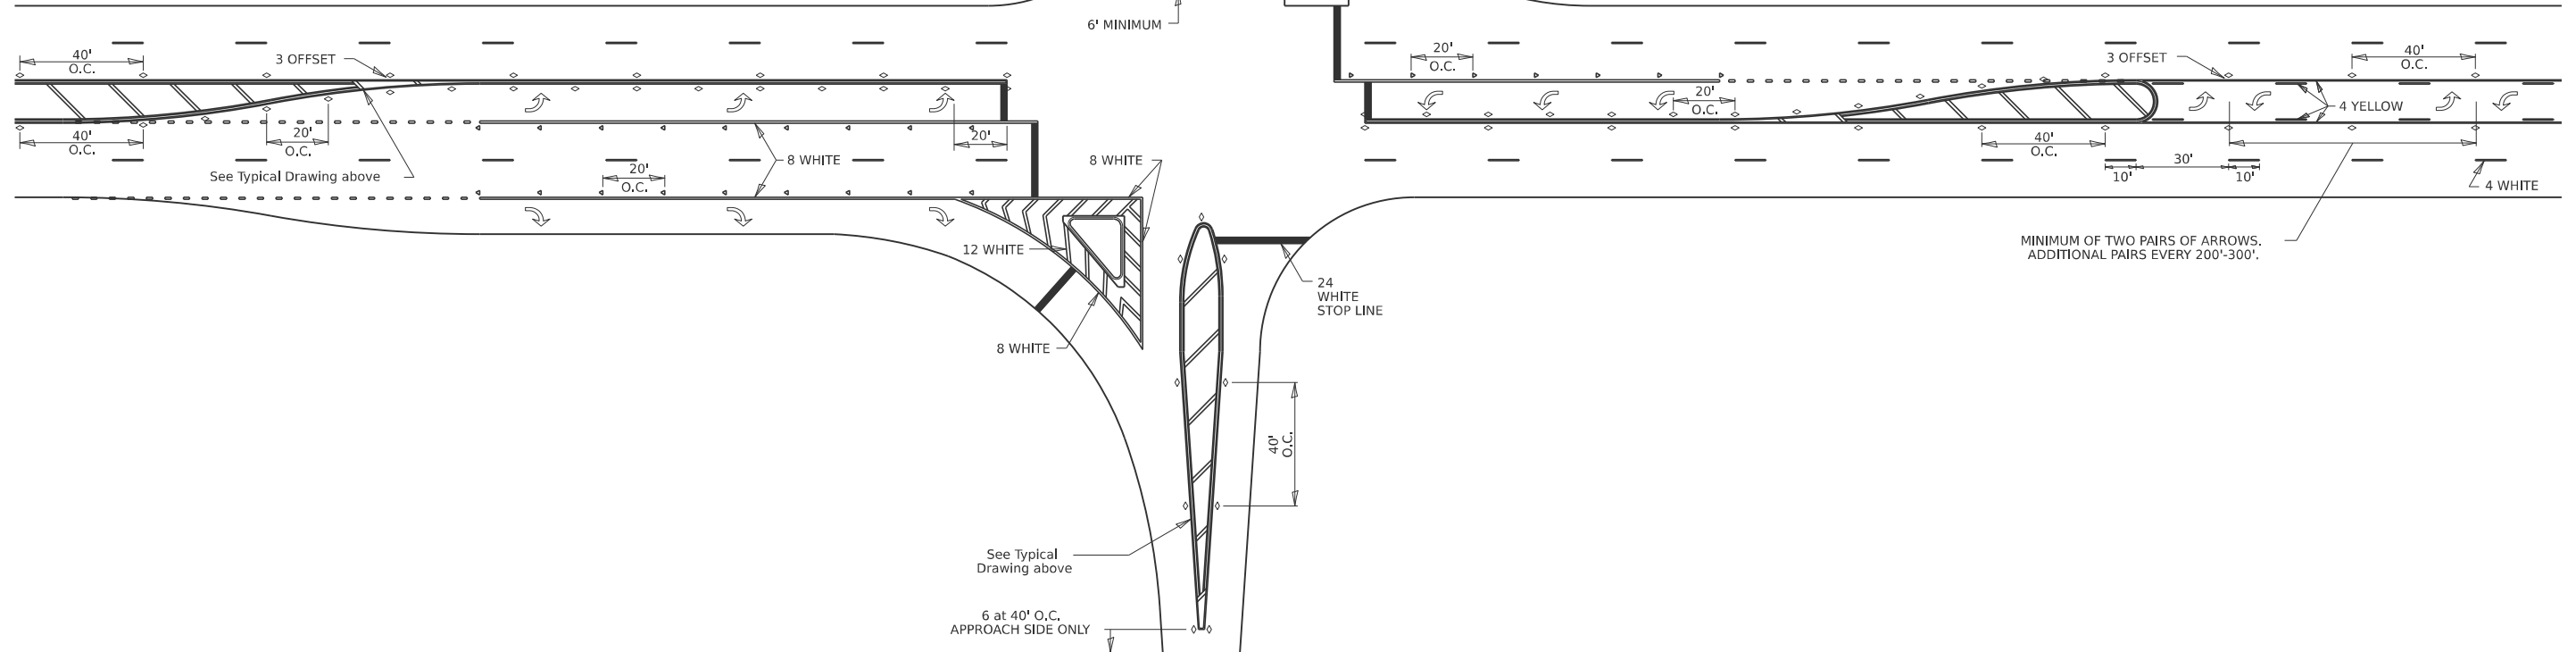 6' MINIMUM
40'
O.C.
3 OFFSET
20'
O.C.
3 OFFSET
40'
O.C.
20'
O.C.
4 YELLOW
40'
O.C.
20'
O.C.
20'
8 WHITE
8 WHITE
40'
O.C.
30'
10'
10'
See Typical Drawing above
20'
O.C.
4 WHITE
12 WHITE
MINIMUM OF TWO PAIRS OF ARROWS.
ADDITIONAL PAIRS EVERY 200'-300'.
24
WHITE
STOP LINE
8 WHITE
40'
O.C.
See Typical
Drawing above
6 at 40' O.C.
APPROACH SIDE ONLY